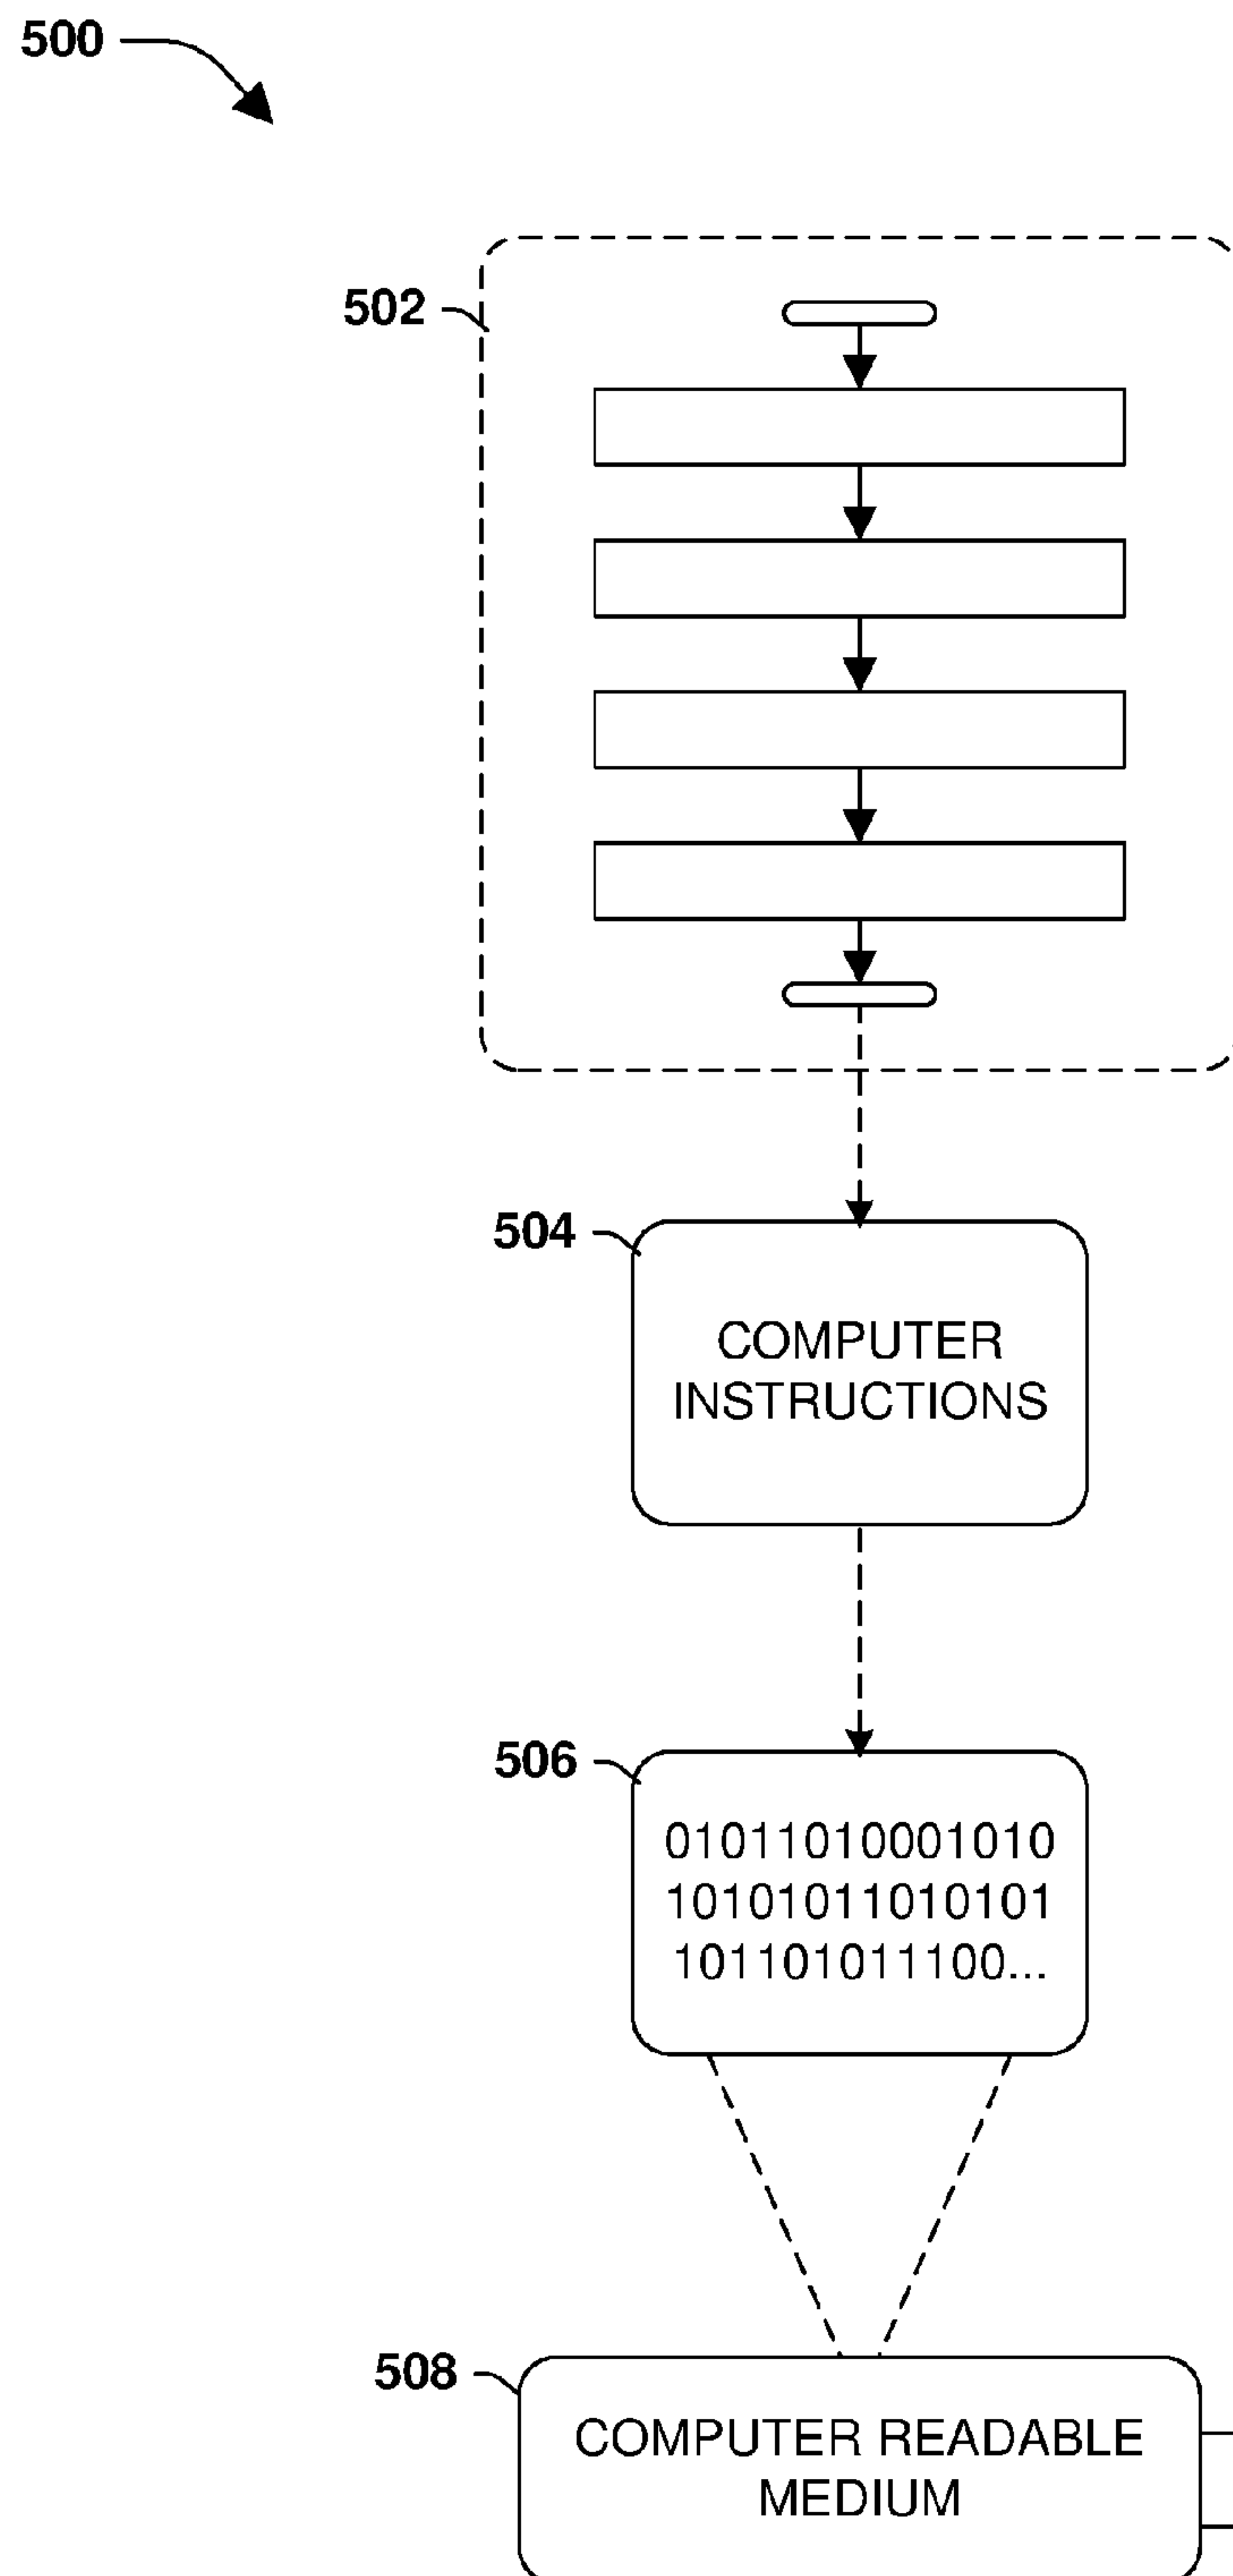 500
502
504
COMPUTER
INSTRUCTIONS
506
01011010001010
10101011010101
101101011100...
508
COMPUTER READABLE
MEDIUM